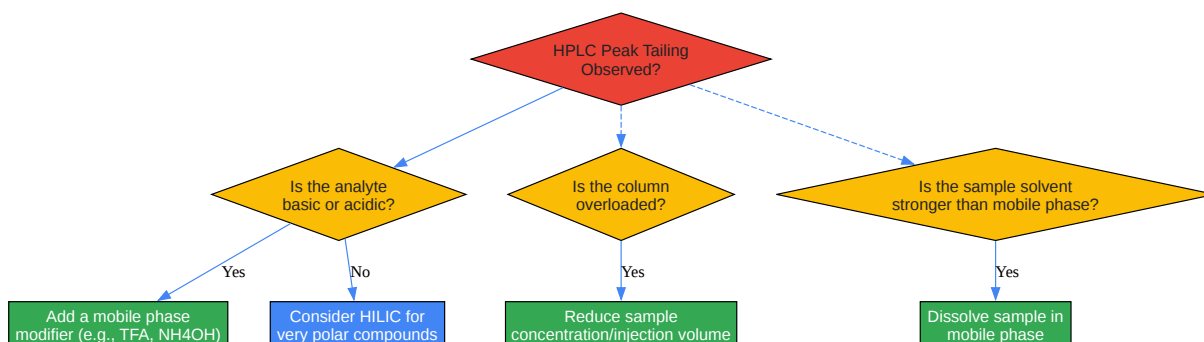 HPLC Peak Tailing
Observed?
Is the analyte
basic or acidic?
Is the column
overloaded?
Is the sample solvent
stronger than mobile phase?
Yes
No
Yes
Yes
Add a mobile phase
modifier (e.g., TFA, NH4OH)
Consider HILIC for
very polar compounds
Reduce sample
concentration/injection volume
Dissolve sample in
mobile phase